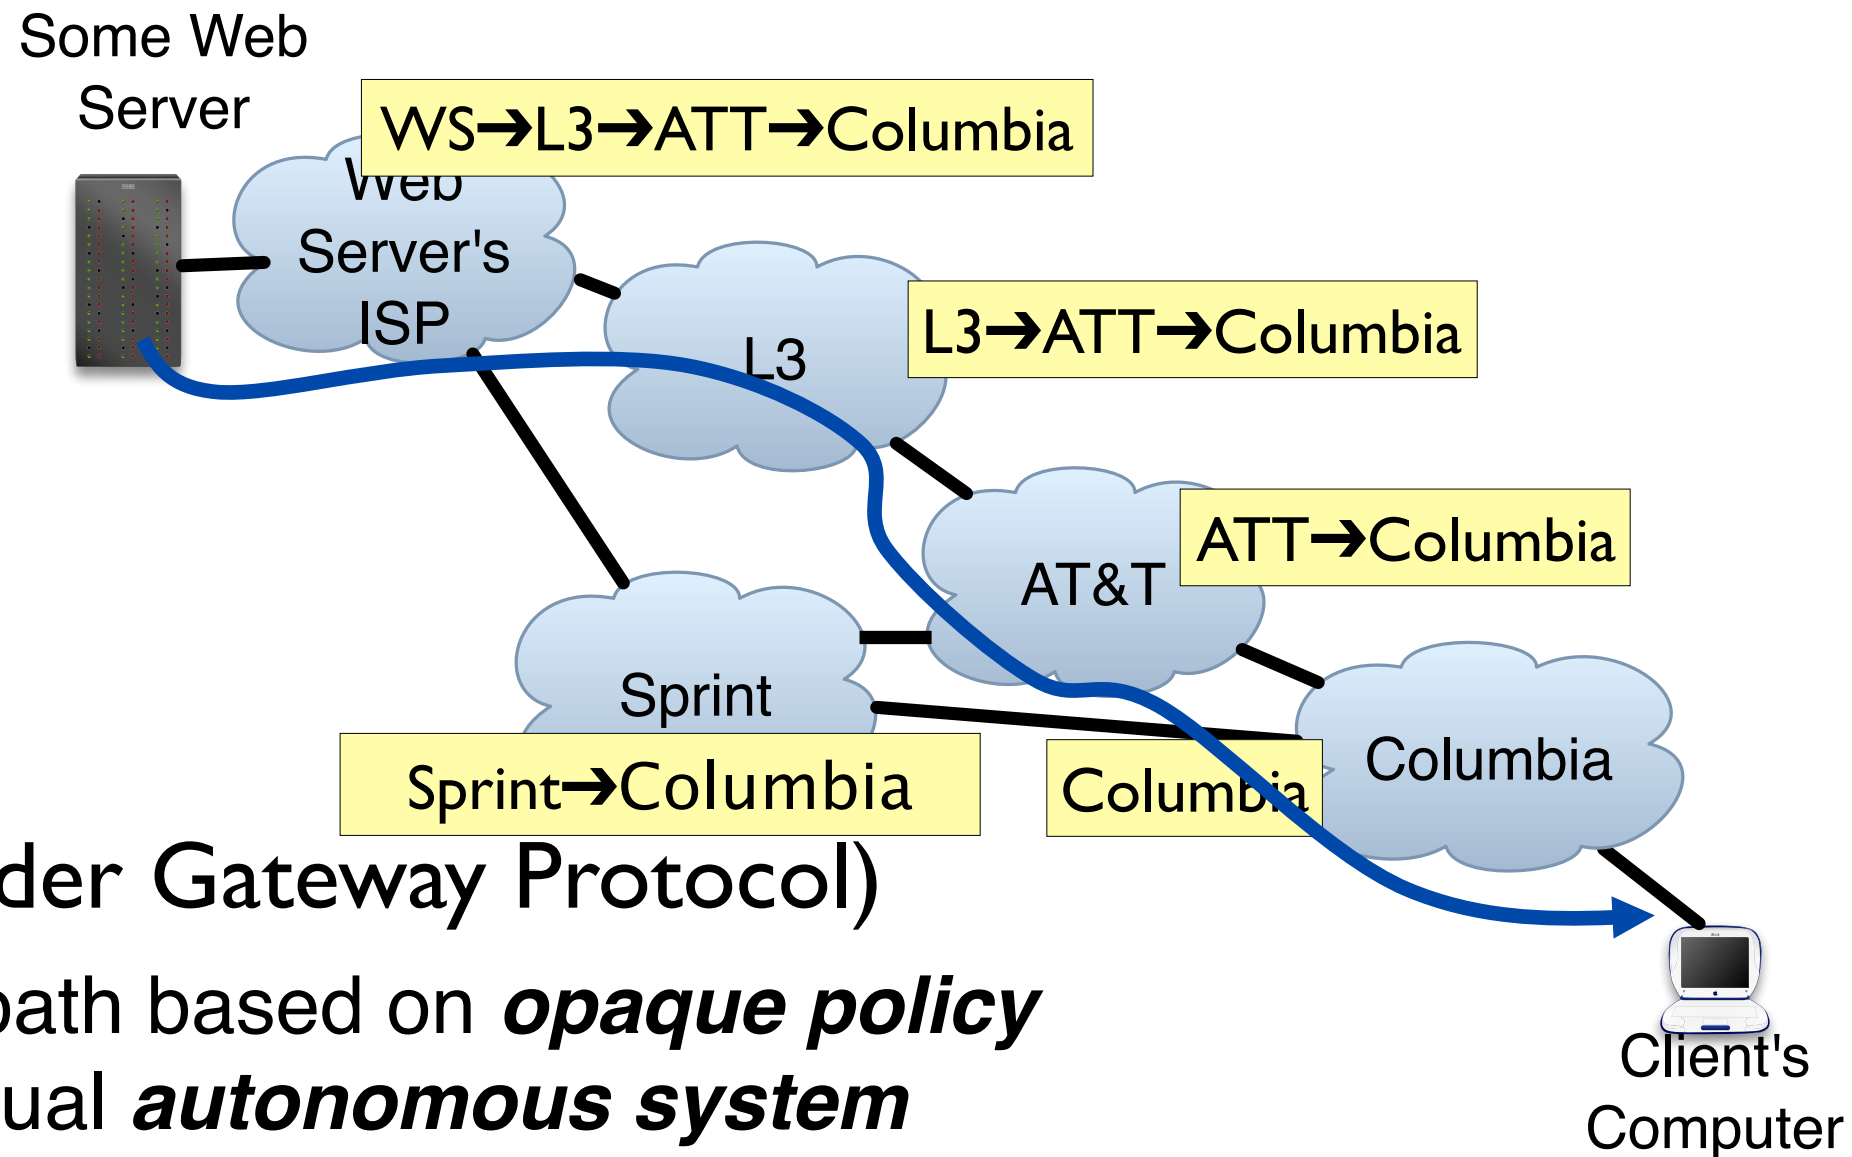 Some Web
Server
WS➔L3➔ATT➔Columbia
Web
Server's
ISP
L3
L3➔ATT➔Columbia
AT&T
ATT➔Columbia
Sprint
Sprint➔Columbia
Columbia
Columbia
der Gateway Protocol)
path based on opaque policy
ual autonomous system
Client's
Computer